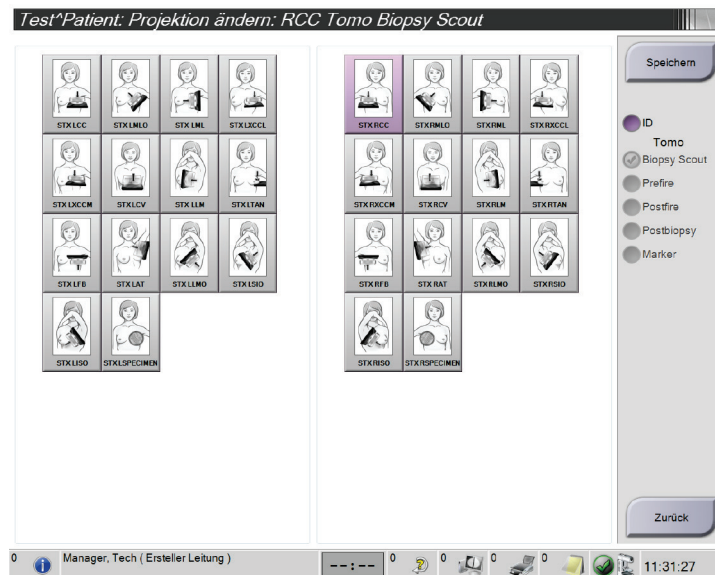 Test^Patient: Projektion ändern: RCC Tomo Biopsy Scout
STX LCC STX LMLO STX LML STX LXCCL
STX LXCCM STX LCV STX LLM STX LTAN
STX LFB STX LAT STX LLMO STX LSIO
STX LISO STX LSPECIMEN
STX RCC STX RMLO STX RML STX RXCCL
STX RXCCM STX RCV STX RLM STX RTAN
STX RFB STX RAT STX RLMO STX RSIO
STX RISO STX RSPECIMEN
Speichern
ID
Tomo
Biopsy Scout
Prefire
Postfire
Postbiopsy
Marker
Zurück
0 Manager, Tech ( Ersteller Leitung ) --:-- 0 0 0 0 11:31:27